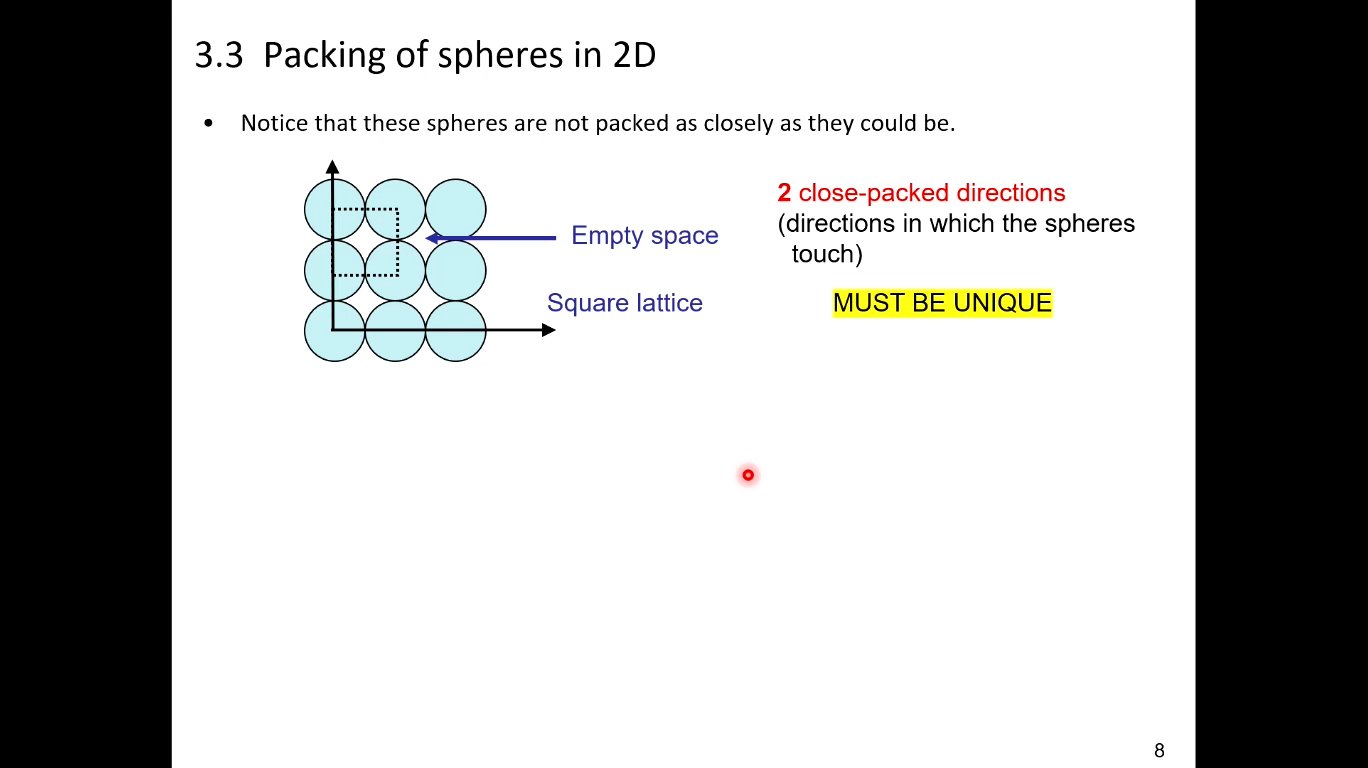 3.3 Packing of spheres in 2D
• Notice that these spheres are not packed as closely as they could be.
2 close-packed directions
(directions in which the spheres
touch)
Empty space
Square lattice
MUST BE UNIQUE
8